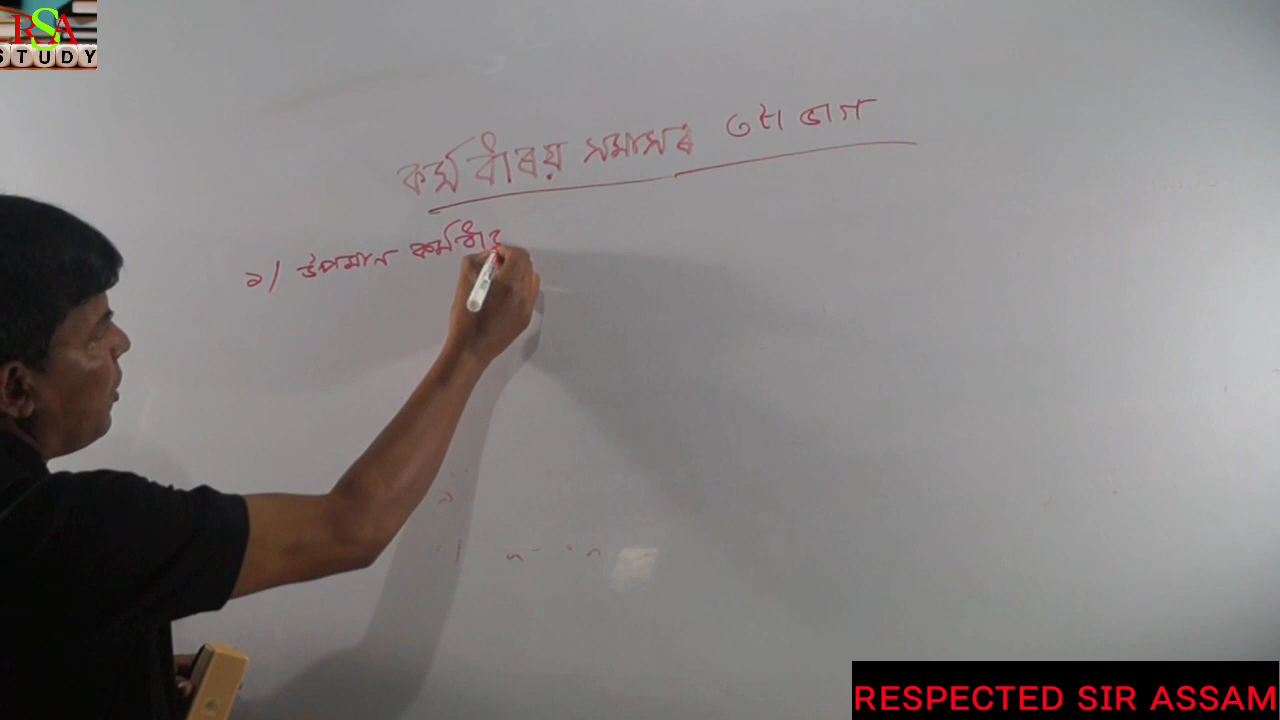 RSA
STUDY
কৰ্মধাৰয় সমাসৰ ৩টা ভাগ
১/ উপমান কৰ্মধাৰ
RESPECTED SIR ASSAM